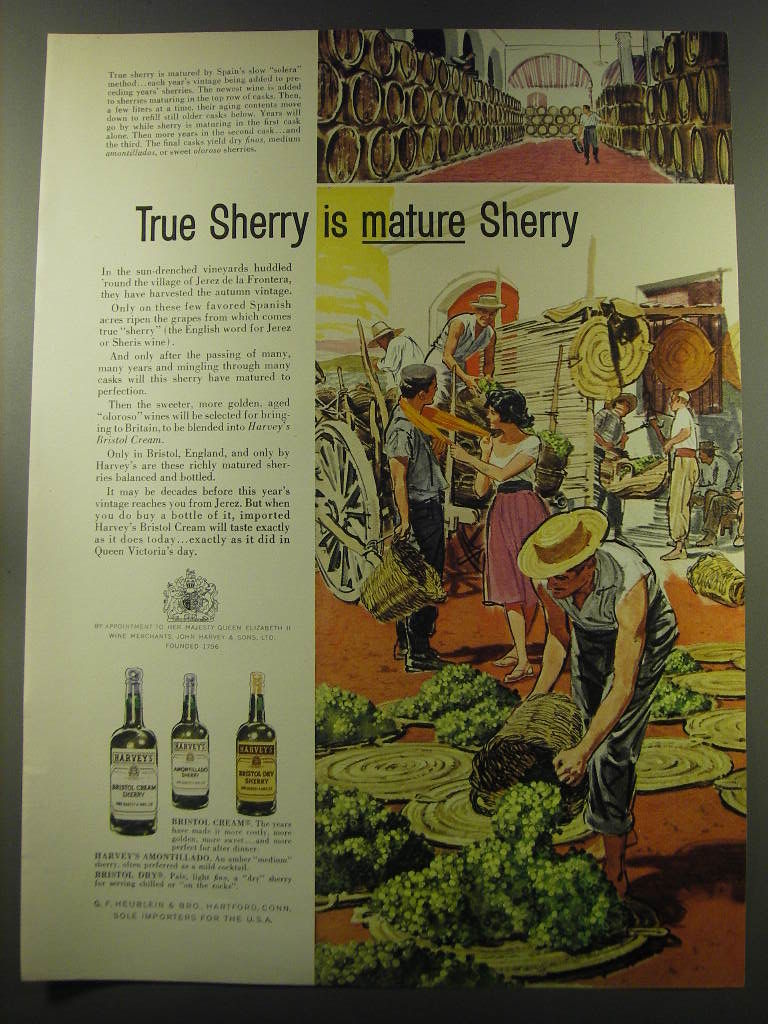 True sherry is matured by Spain's slow "solera"
method...each year's vintage being added to pre-
ceding years' sherries. The newest wine is added
to sherries maturing in the top row of casks. Then,
a few liters at a time, their aging contents move
down to refill still older casks below. Years will
go by while sherry is maturing in the first cask
alone. Then more years in the second cask...and
the third. The final casks yield dry finos, medium
amontillados, or sweet oloroso sherries.
True Sherry is mature Sherry
In the sun-drenched vineyards huddled
'round the village of Jerez de la Frontera,
they have harvested the autumn vintage.
Only on these few favored Spanish
acres ripen the grapes from which comes
true "sherry" (the English word for Jerez
or Sheris wine).
And only after the passing of many,
many years and mingling through many
casks will this sherry have matured to
perfection.
Then the sweeter, more golden, aged
"oloroso" wines will be selected for bring-
ing to Britain, to be blended into Harvey's
Bristol Cream.
Only in Bristol, England, and only by
Harvey's are these richly matured sher-
ries balanced and bottled.
It may be decades before this year's
vintage reaches you from Jerez. But when
you do buy a bottle of it, imported
Harvey's Bristol Cream will taste exactly
as it does today...exactly as it did in
Queen Victoria's day.
BY APPOINTMENT TO HER MAJESTY QUEEN ELIZABETH II
WINE MERCHANTS, JOHN HARVEY & SONS, LTD.
FOUNDED 1796
HARVEY'S
BRISTOL CREAM
SHERRY
HARVEY'S
AMONTILLADO
SHERRY
HARVEY'S
BRISTOL DRY
SHERRY
BRISTOL CREAM®. The years
have made it more costly, more
golden, more sweet...and more
perfect for after dinner.
HARVEY'S AMONTILLADO. An amber "medium"
sherry, often preferred as a mild cocktail.
BRISTOL DRY®. Pale, light fino, a "dry" sherry
for serving chilled or "on the rocks".
G. F. HEUBLEIN & BRO., HARTFORD, CONN.
SOLE IMPORTERS FOR THE U.S.A.